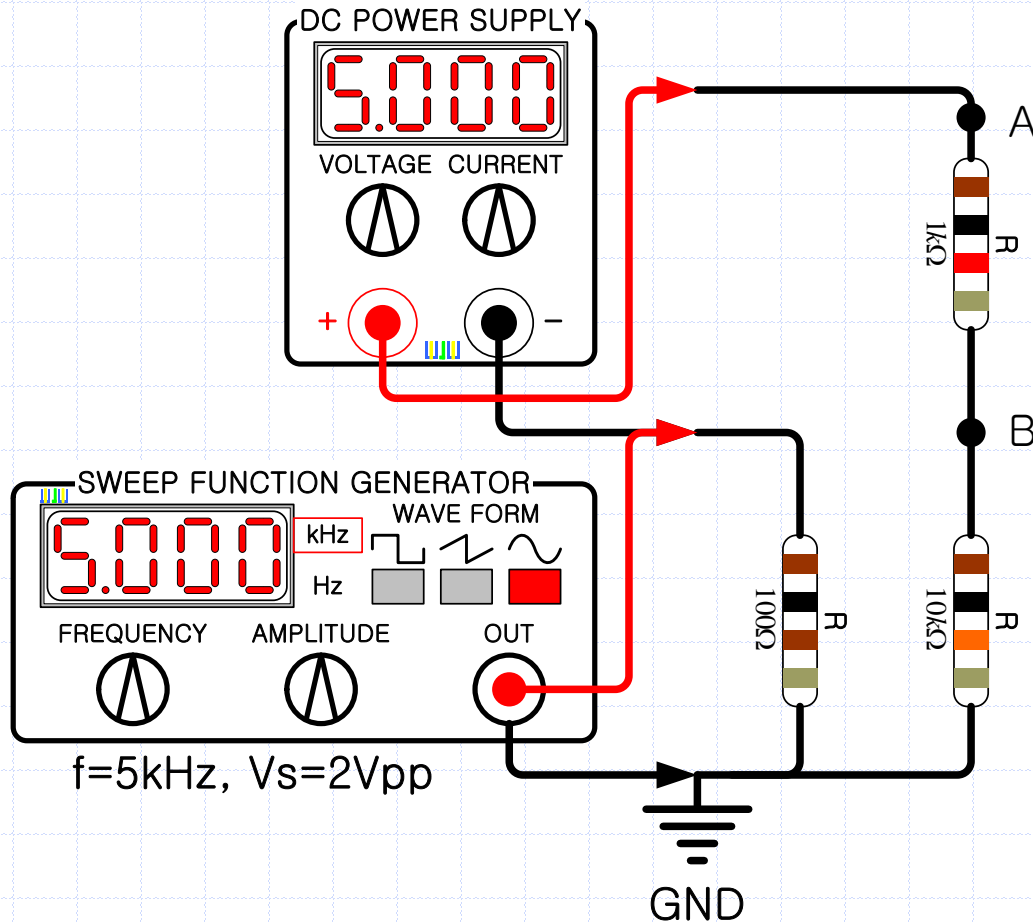 DC POWER SUPPLY
5.000
VOLTAGE CURRENT
+ −
A
1kΩ
R
B
SWEEP FUNCTION GENERATOR
5.000
kHz
Hz
WAVE FORM
FREQUENCY AMPLITUDE OUT
100Ω
R
10kΩ
R
f=5kHz, Vs=2Vpp
GND